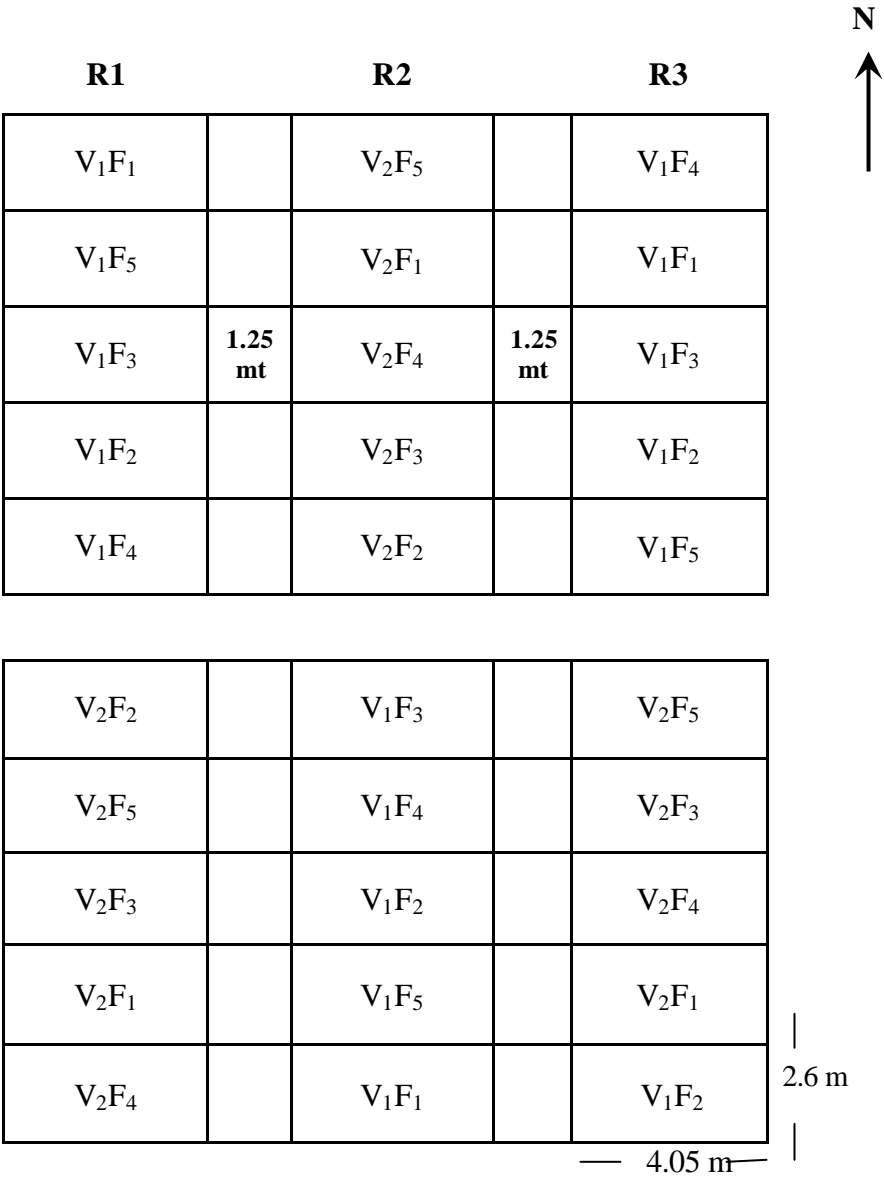 N
R1 R2 R3
V₁F₁ V₂F₅ V₁F₄
V₁F₅ V₂F₁ V₁F₁
V₁F₃ 1.25 mt V₂F₄ 1.25 mt V₁F₃
V₁F₂ V₂F₃ V₁F₂
V₁F₄ V₂F₂ V₁F₅
V₂F₂ V₁F₃ V₂F₅
V₂F₅ V₁F₄ V₂F₃
V₂F₃ V₁F₂ V₂F₄
V₂F₁ V₁F₅ V₂F₁
V₂F₄ V₁F₁ V₁F₂
2.6 m
4.05 m